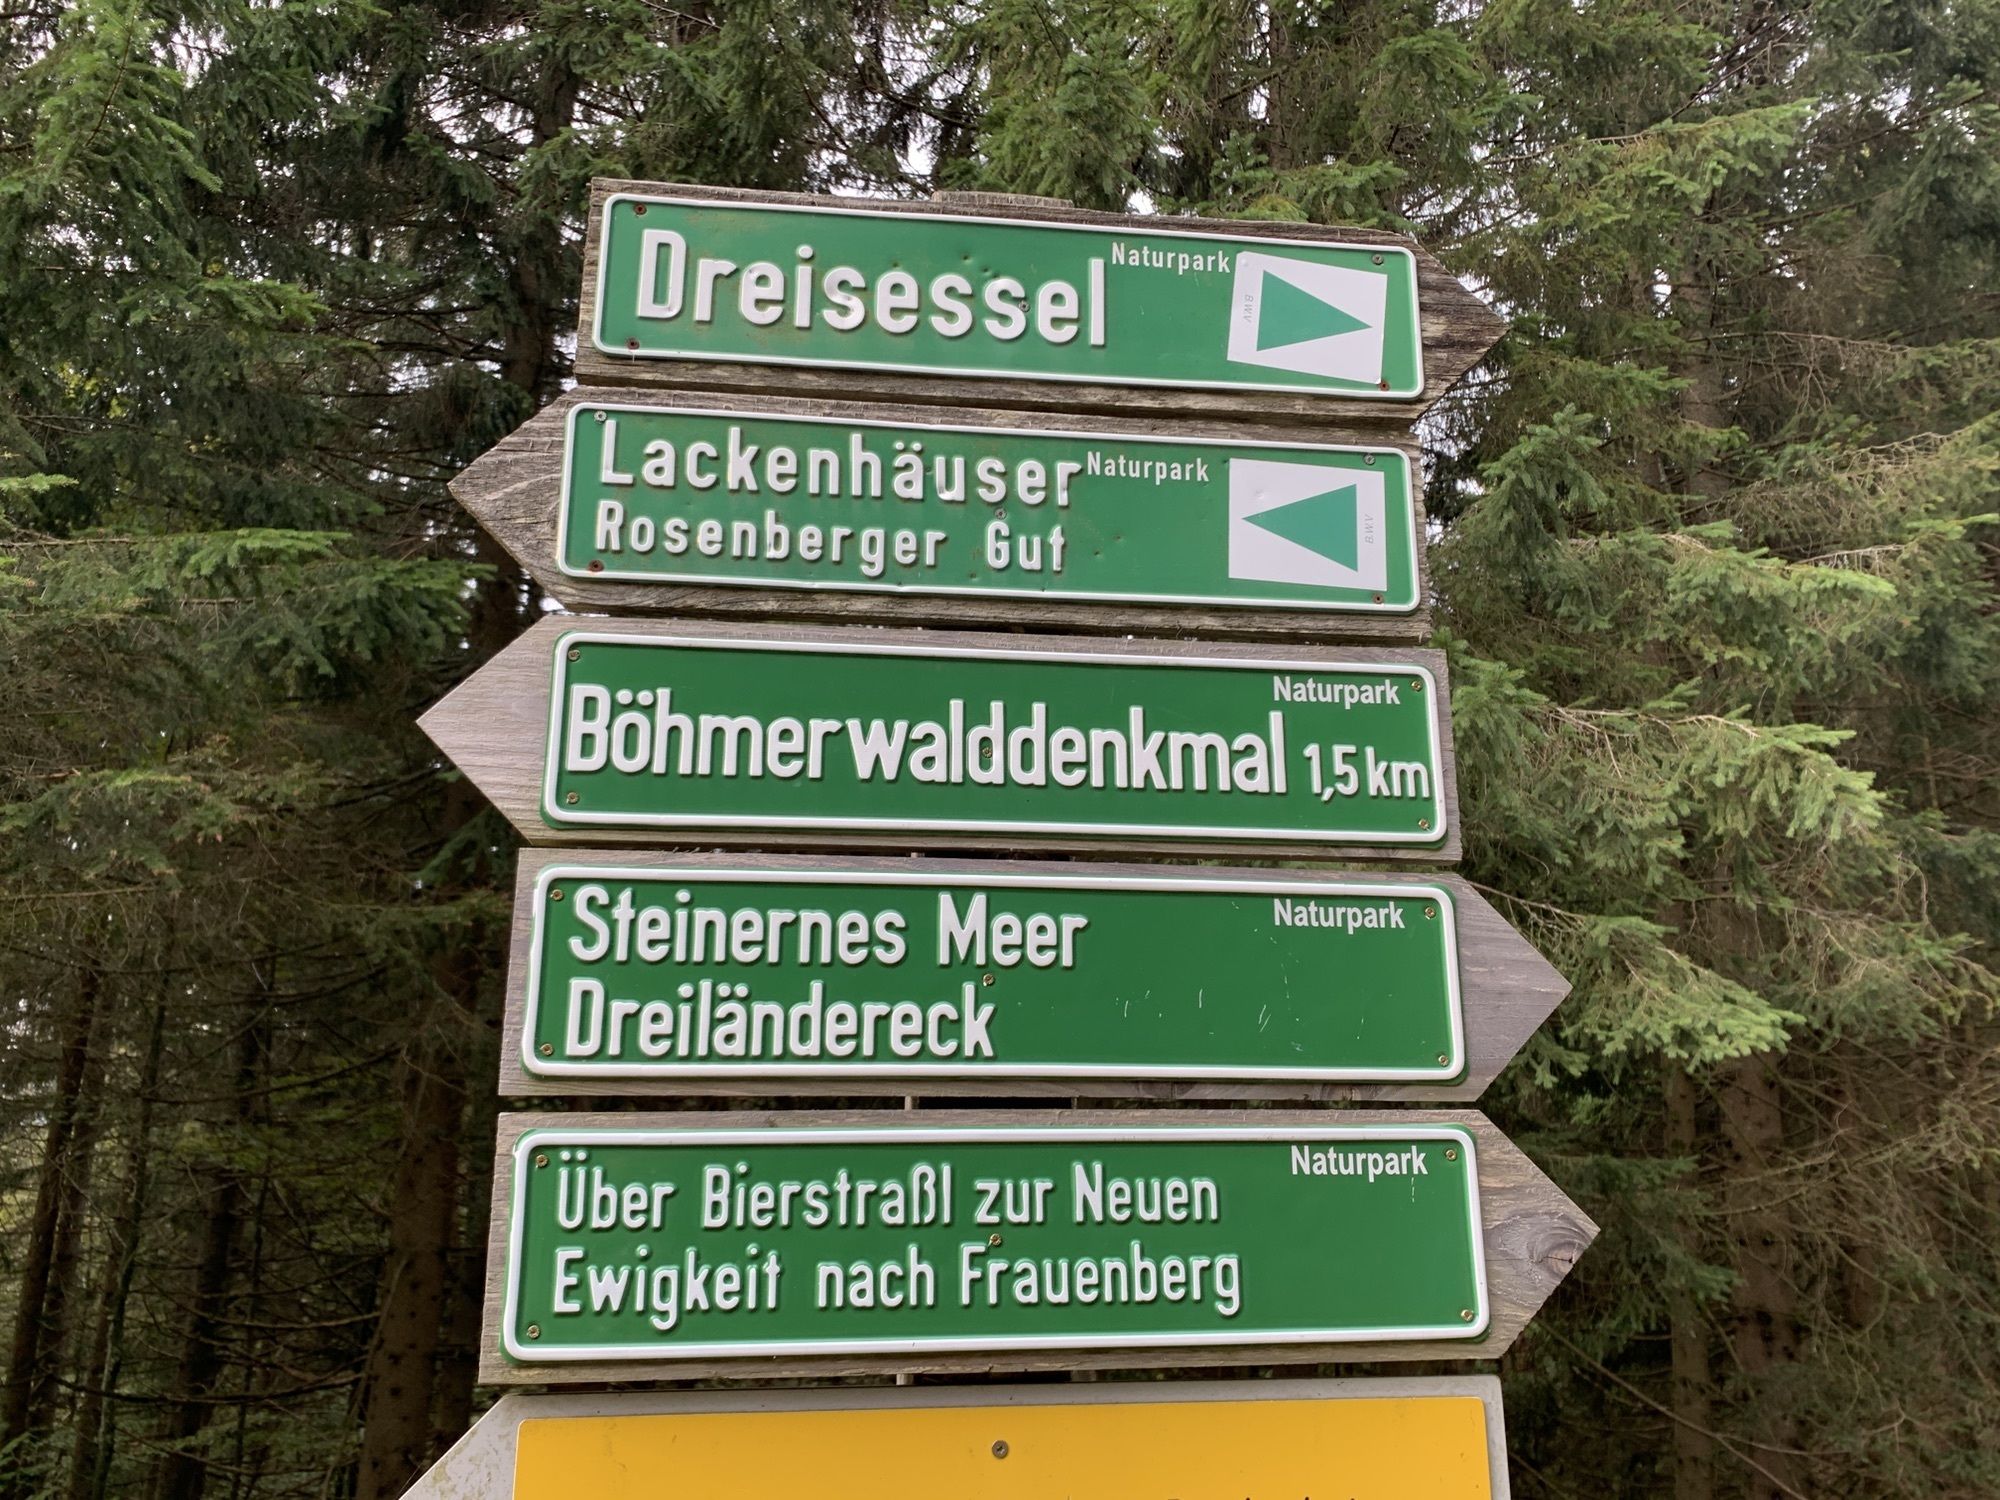 Dreisessel Naturpark
BWV
Lackenhäuser Naturpark
Rosenberger Gut
B.W.V.
Naturpark
Böhmerwalddenkmal 1,5 km
Steinernes Meer Naturpark
Dreiländereck
Naturpark
Über Bierstraßl zur Neuen
Ewigkeit nach Frauenberg